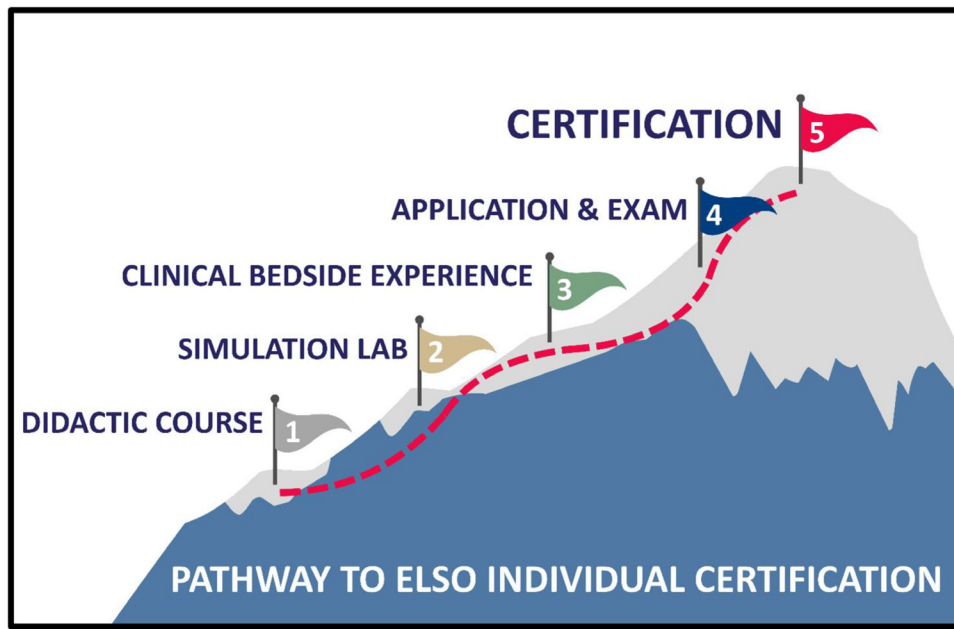 CERTIFICATION 5
APPLICATION & EXAM 4
CLINICAL BEDSIDE EXPERIENCE 3
SIMULATION LAB 2
DIDACTIC COURSE 1
PATHWAY TO ELSO INDIVIDUAL CERTIFICATION